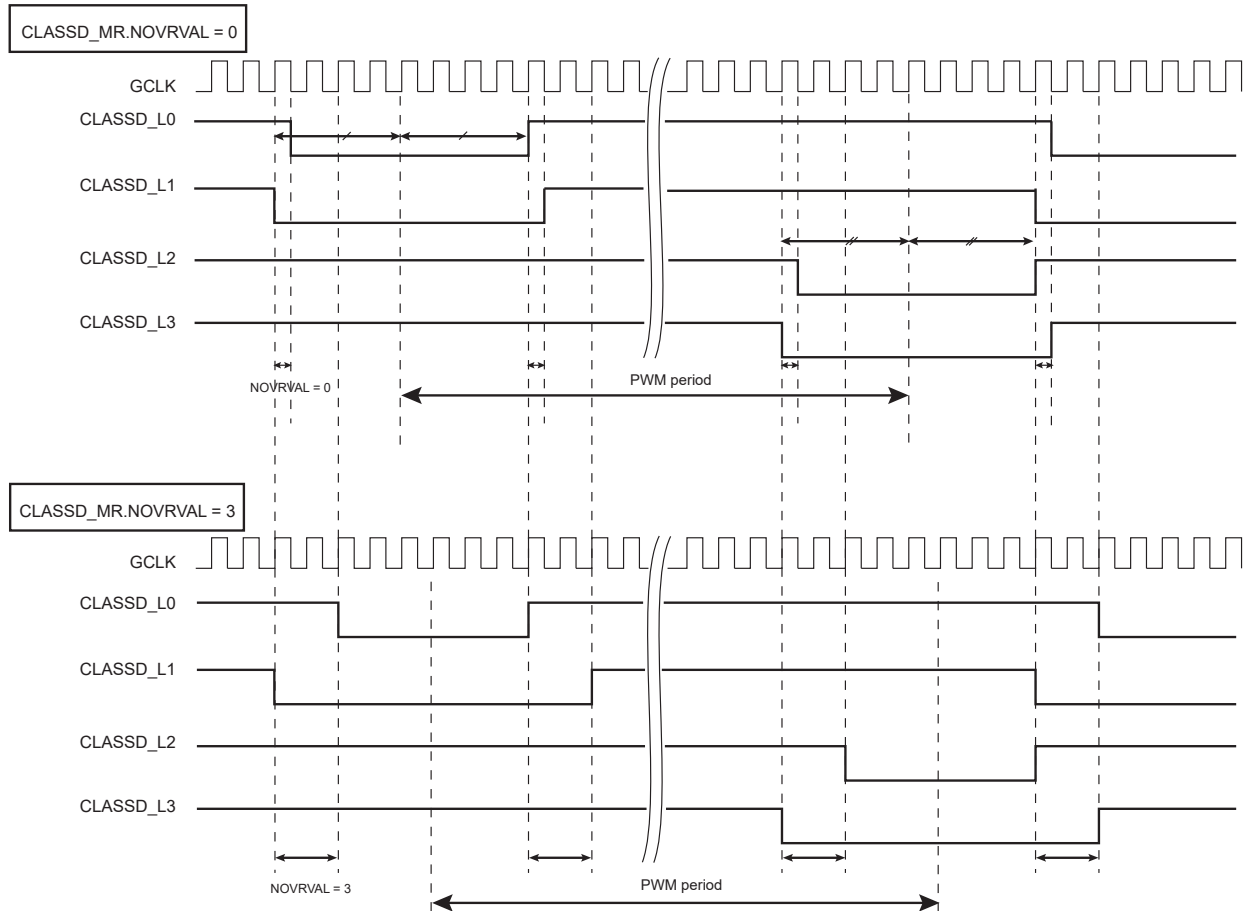 CLASSD_MR.NOVRVAL = 0
GCLK
CLASSD_L0
CLASSD_L1
CLASSD_L2
CLASSD_L3
NOVRVAL = 0
PWM period
CLASSD_MR.NOVRVAL = 3
GCLK
CLASSD_L0
CLASSD_L1
CLASSD_L2
CLASSD_L3
NOVRVAL = 3
PWM period